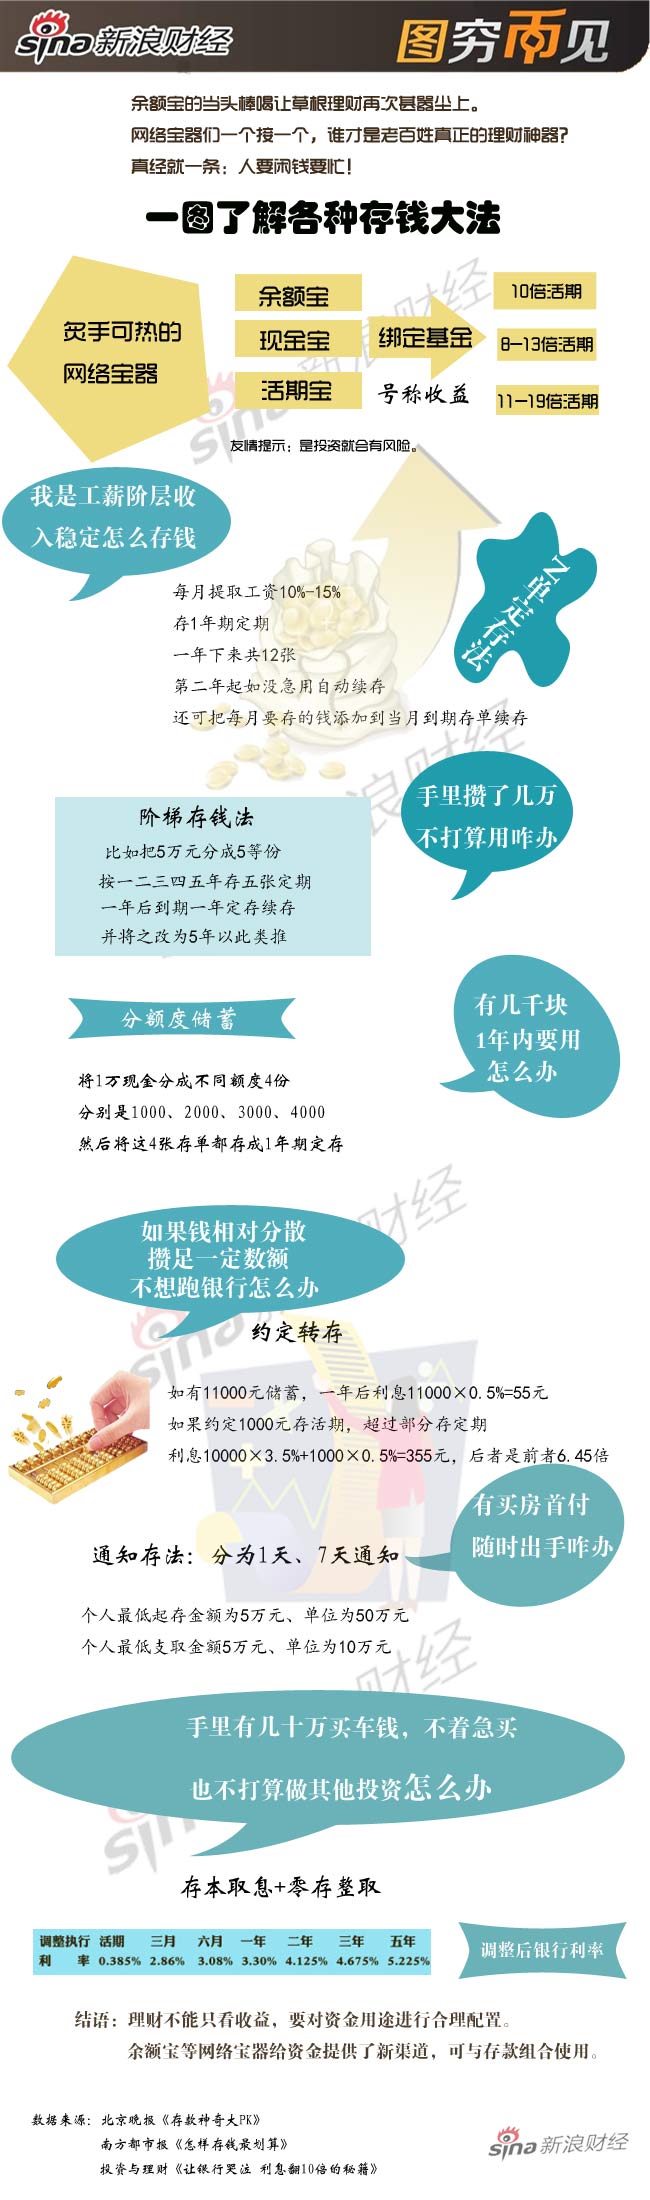 sina新浪财经
图穷而见
余额宝的当头棒喝让草根理财再次甚嚣尘上。
网络宝器们一个接一个，谁才是老百姓真正的理财神器？
真经就一条：人要闲钱要忙！
一图了解各种存钱大法
炙手可热的
网络宝器
余额宝
现金宝
活期宝
绑定基金
号称收益
10倍活期
8-13倍活期
11-19倍活期
友情提示：是投资就会有风险。
我是工薪阶层收
入稳定怎么存钱
12单定存法
每月提取工资10%-15%
存1年期定期
一年下来共12张
第二年起如没急用自动续存
还可把每月要存的钱添加到当月到期存单续存
手里攒了几万
不打算用咋办
阶梯存钱法
比如把5万元分成5等份
按一二三四五年存五张定期
一年后到期一年定存续存
并将之改为5年以此类推
有几千块
1年内要用
怎么办
分额度储蓄
将1万现金分成不同额度4份
分别是1000、2000、3000、4000
然后将这4张存单都存成1年期定存
如果钱相对分散
攒足一定数额
不想跑银行怎么办
约定转存
如有11000元储蓄，一年后利息11000×0.5%=55元
如果约定1000元存活期，超过部分存定期
利息10000×3.5%+1000×0.5%=355元，后者是前者6.45倍
有买房首付
随时出手咋办
通知存法：分为1天、7天通知
个人最低起存金额为5万元、单位为50万元
个人最低支取金额5万元、单位为10万元
手里有几十万买车钱，不着急买
也不打算做其他投资怎么办
存本取息+零存整取
调整执行 活期 三月 六月 一年 二年 三年 五年
利 率 0.385% 2.86% 3.08% 3.30% 4.125% 4.675% 5.225%
调整后银行利率
结语：理财不能只看收益，要对资金用途进行合理配置。
余额宝等网络宝器给资金提供了新渠道，可与存款组合使用。
数据来源：北京晚报《存款神奇大PK》
南方都市报《怎样存钱最划算》
投资与理财《让银行哭泣 利息翻10倍的秘籍》
sina新浪财经